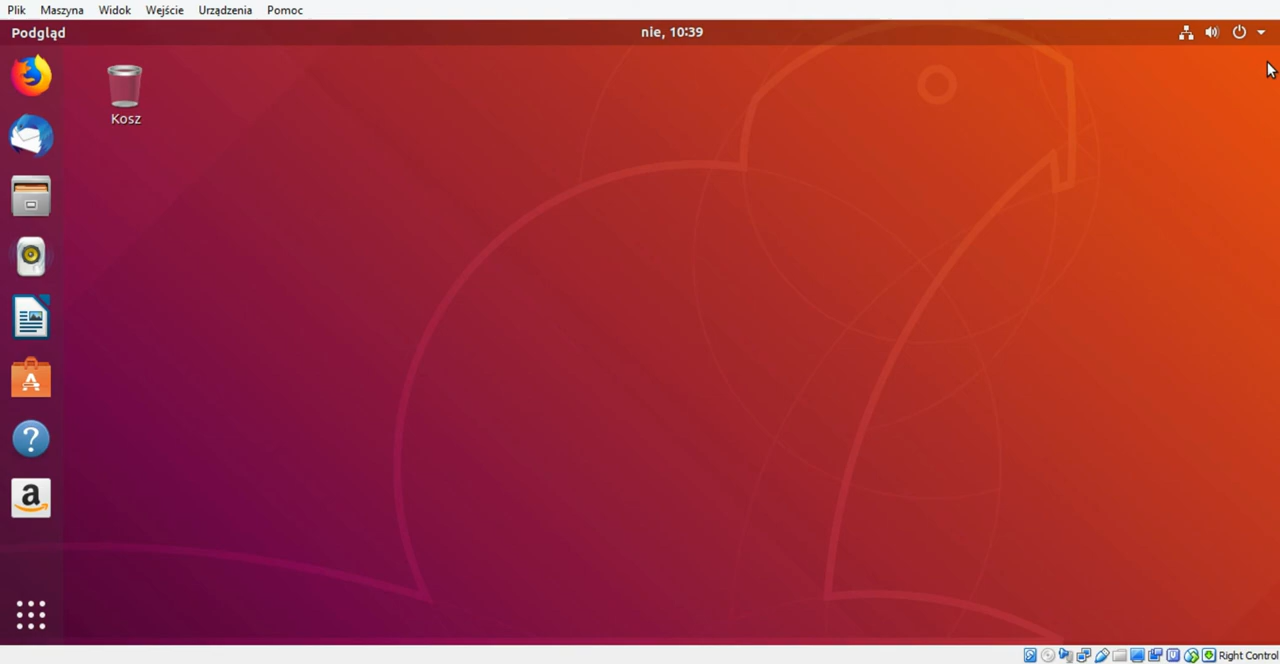 Plik Maszyna Widok Wejście Urządzenia Pomoc
Podgląd nie, 10:39
Kosz
Right Control